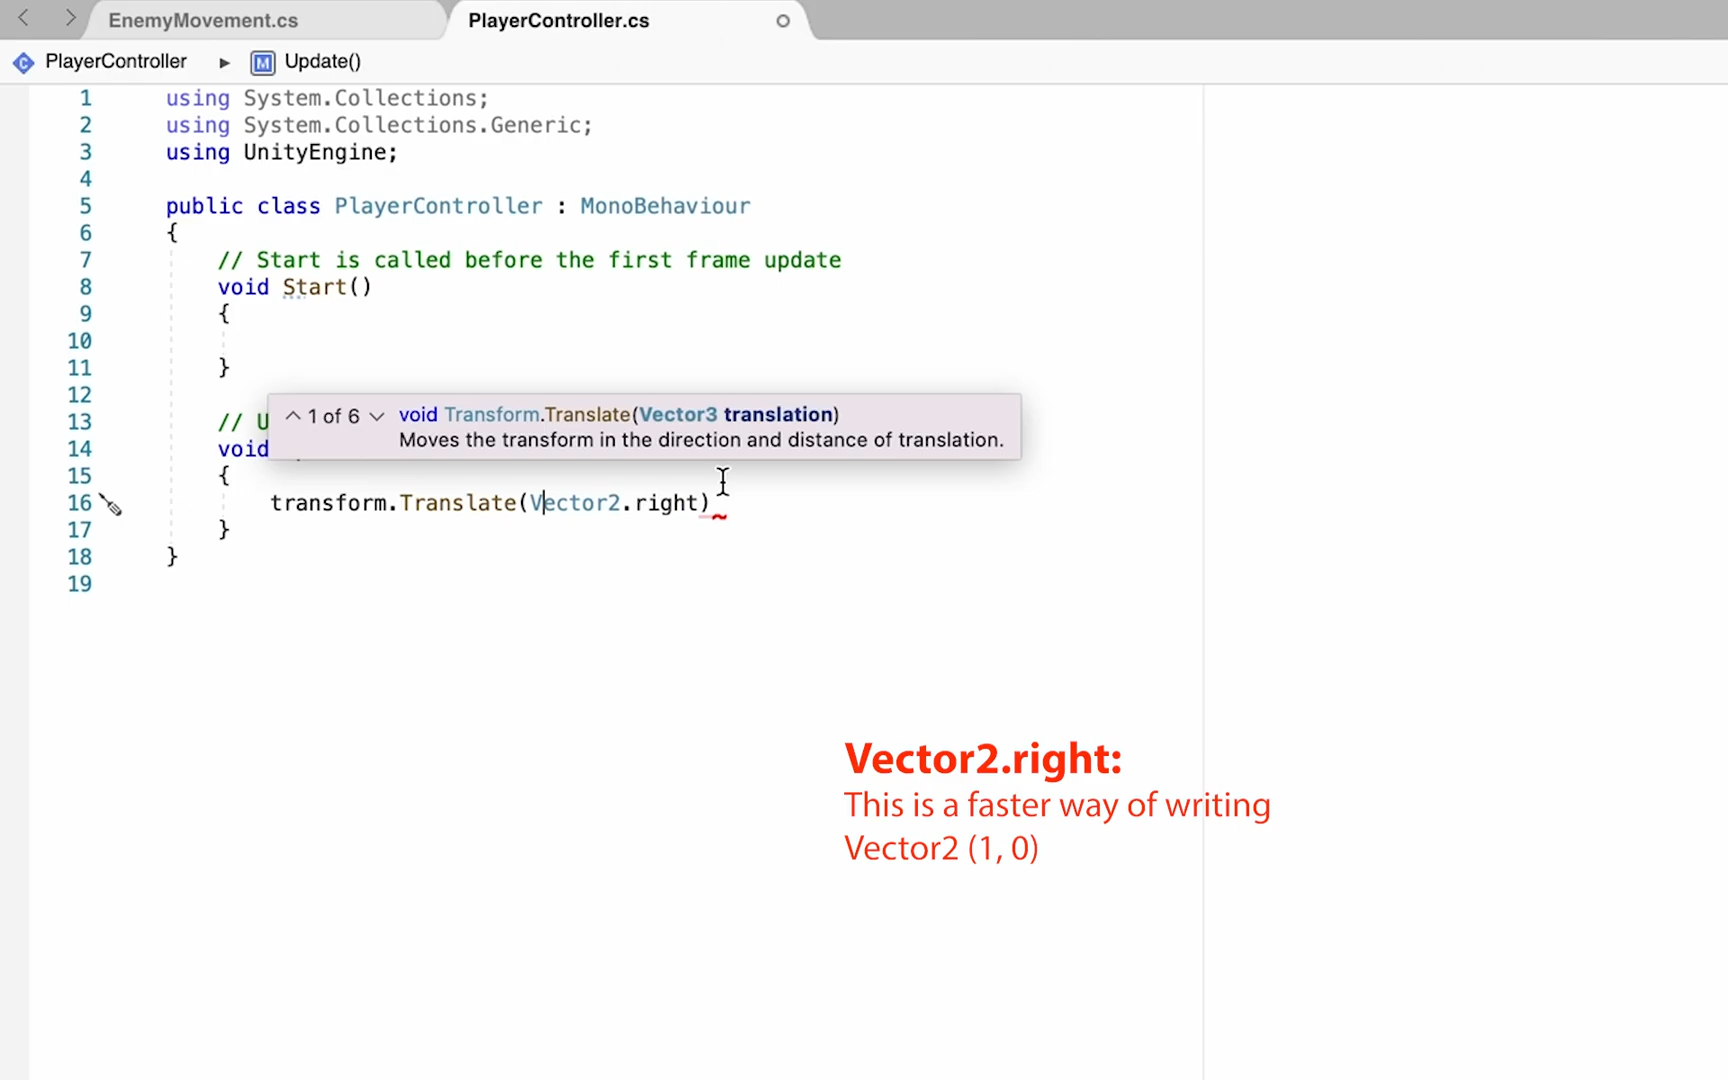 EnemyMovement.cs
PlayerController.cs
PlayerController
Update()
1 using System.Collections;
2 using System.Collections.Generic;
3 using UnityEngine;
4
5 public class PlayerController : MonoBehaviour
6 {
7 // Start is called before the first frame update
8 void Start()
9 {
10
11 }
12
13 // U
14 void
1 of 6 void Transform.Translate(Vector3 translation)
Moves the transform in the direction and distance of translation.
15 {
16 transform.Translate(Vector2.right)
17 }
18 }
19
Vector2.right:
This is a faster way of writing
Vector2 (1, 0)